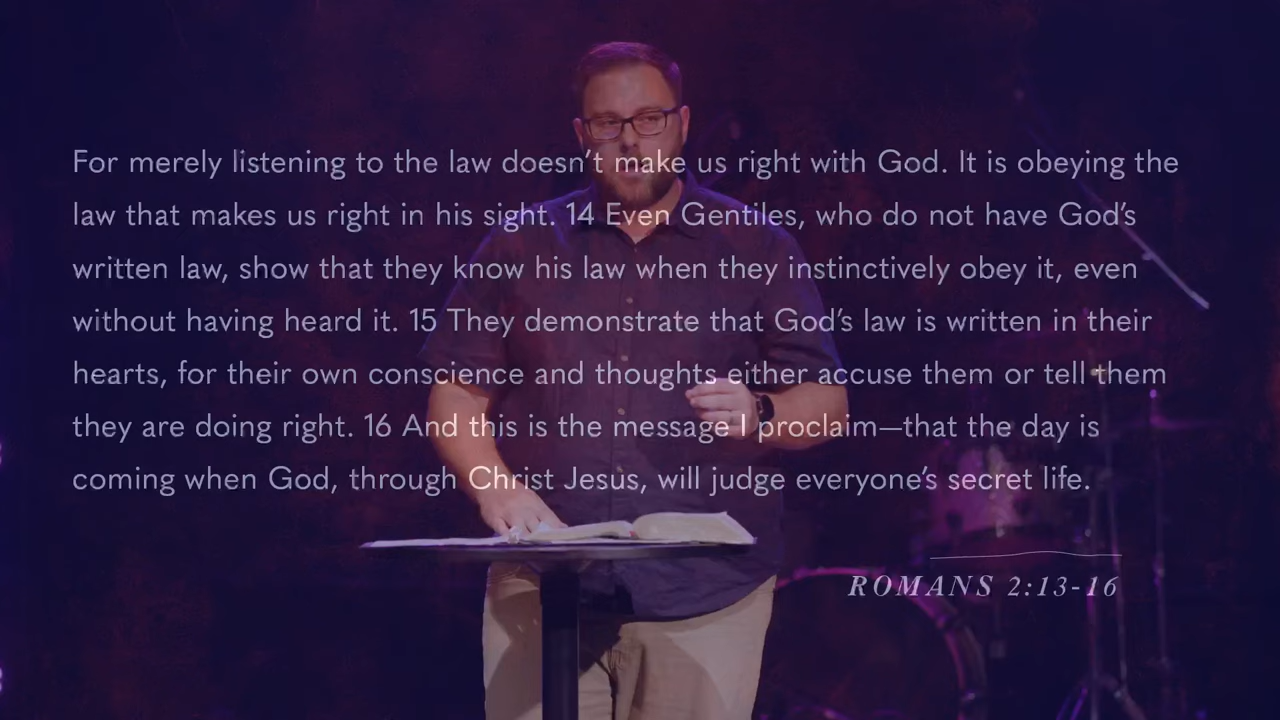 For merely listening to the law doesn’t make us right with God. It is obeying the
law that makes us right in his sight. 14 Even Gentiles, who do not have God’s
written law, show that they know his law when they instinctively obey it, even
without having heard it. 15 They demonstrate that God’s law is written in their
hearts, for their own conscience and thoughts either accuse them or tell them
they are doing right. 16 And this is the message I proclaim—that the day is
coming when God, through Christ Jesus, will judge everyone’s secret life.
ROMANS 2:13-16